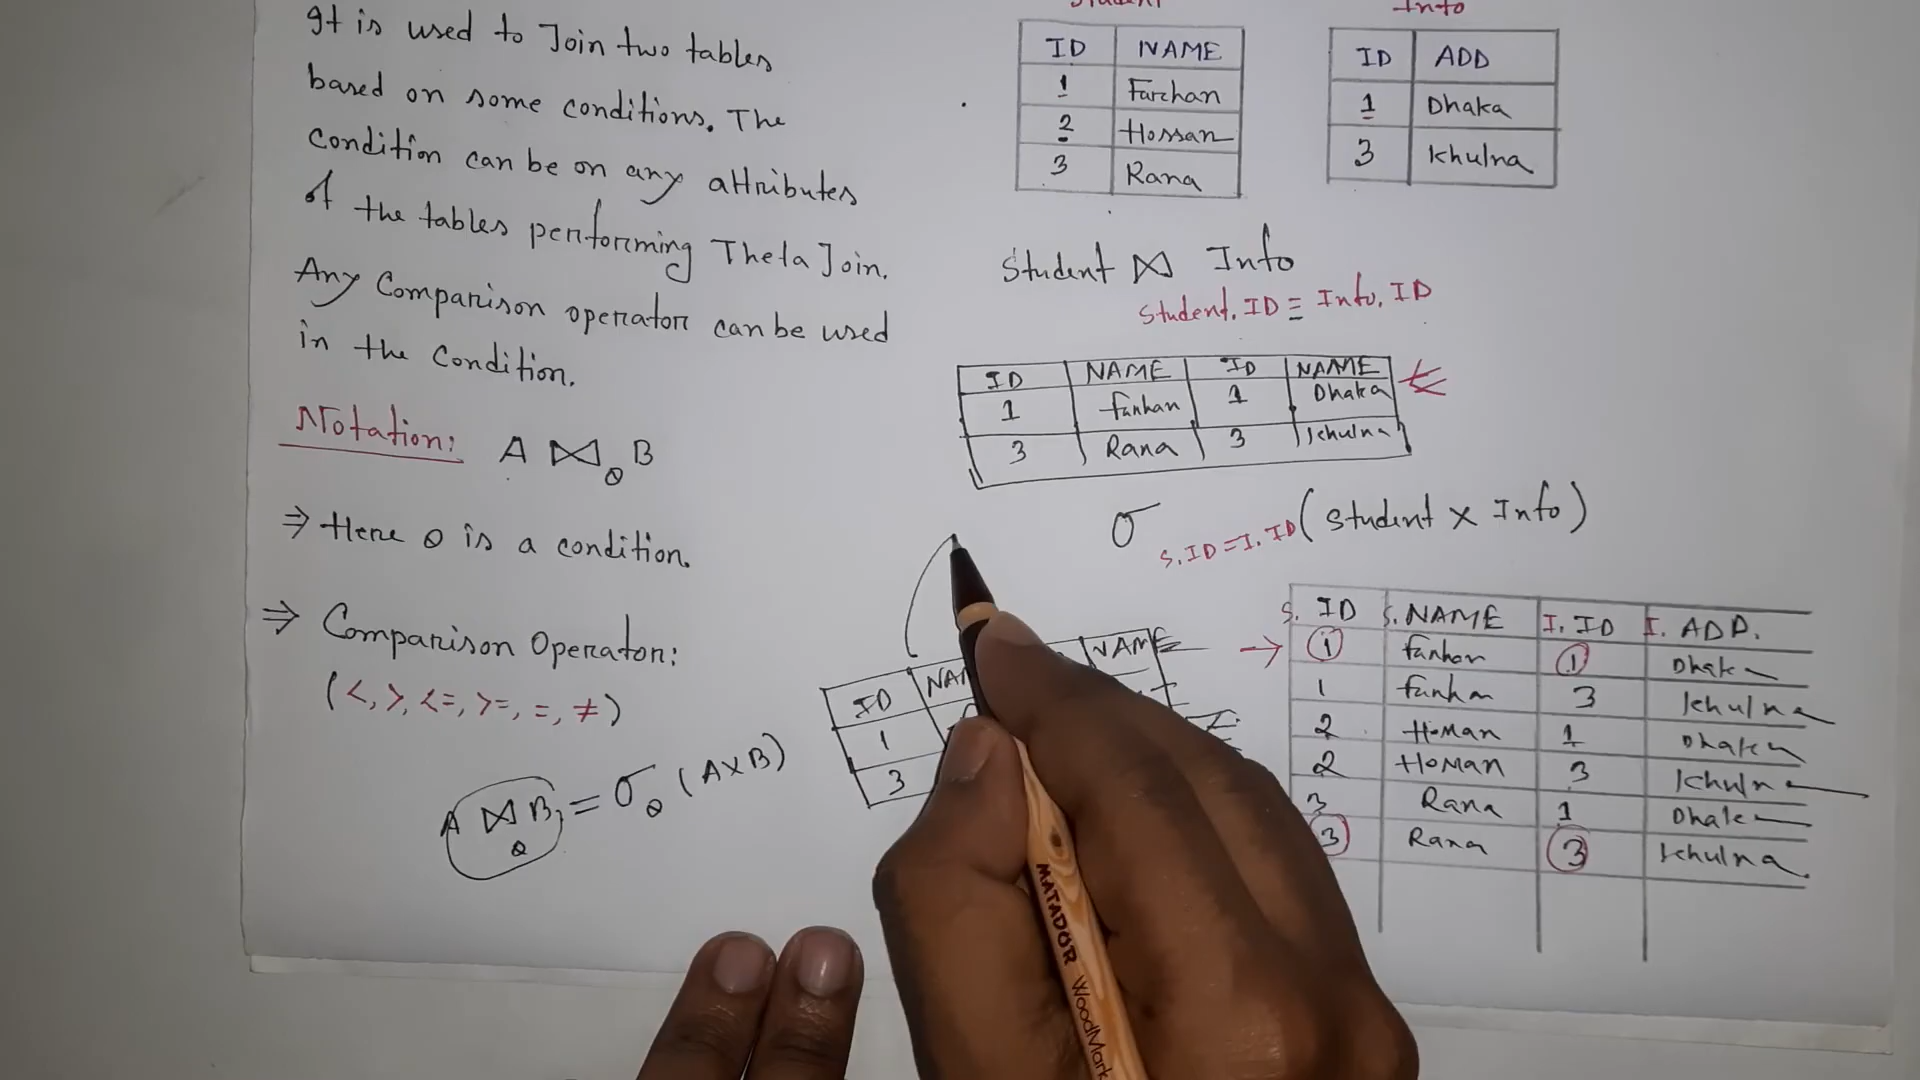 It is used to Join two tables
based on some conditions. The
Condition can be on any attributes
of the tables performing Theta Join.
Any Comparison operator can be used
in the Condition.
Notation: A ⋈θ B
⇒ Here θ is a condition.
⇒ Comparison Operator:
(<, >, <=, >=, =, ≠)
A ⋈θ B = σθ (A×B)
Student
ID NAME
1 Farhan
2 Hossan
3 Rana
Info
ID ADD
1 Dhaka
3 Khulna
Student ⋈ Info
Student.ID = Info.ID
ID NAME ID NAME
1 Farhan 1 Dhaka
3 Rana 3 Khulna
σ S.ID=I.ID (Student × Info)
ID NAME
1
3
S. ID S. NAME I. ID I. ADD.
1 Farhan 1 Dhaka
1 Farhan 3 Khulna
2 1 Dhaka
2 3 Khulna
3 Rana 1 Dhaka
3 Rana 3 Khulna
MATADOR WoodMark